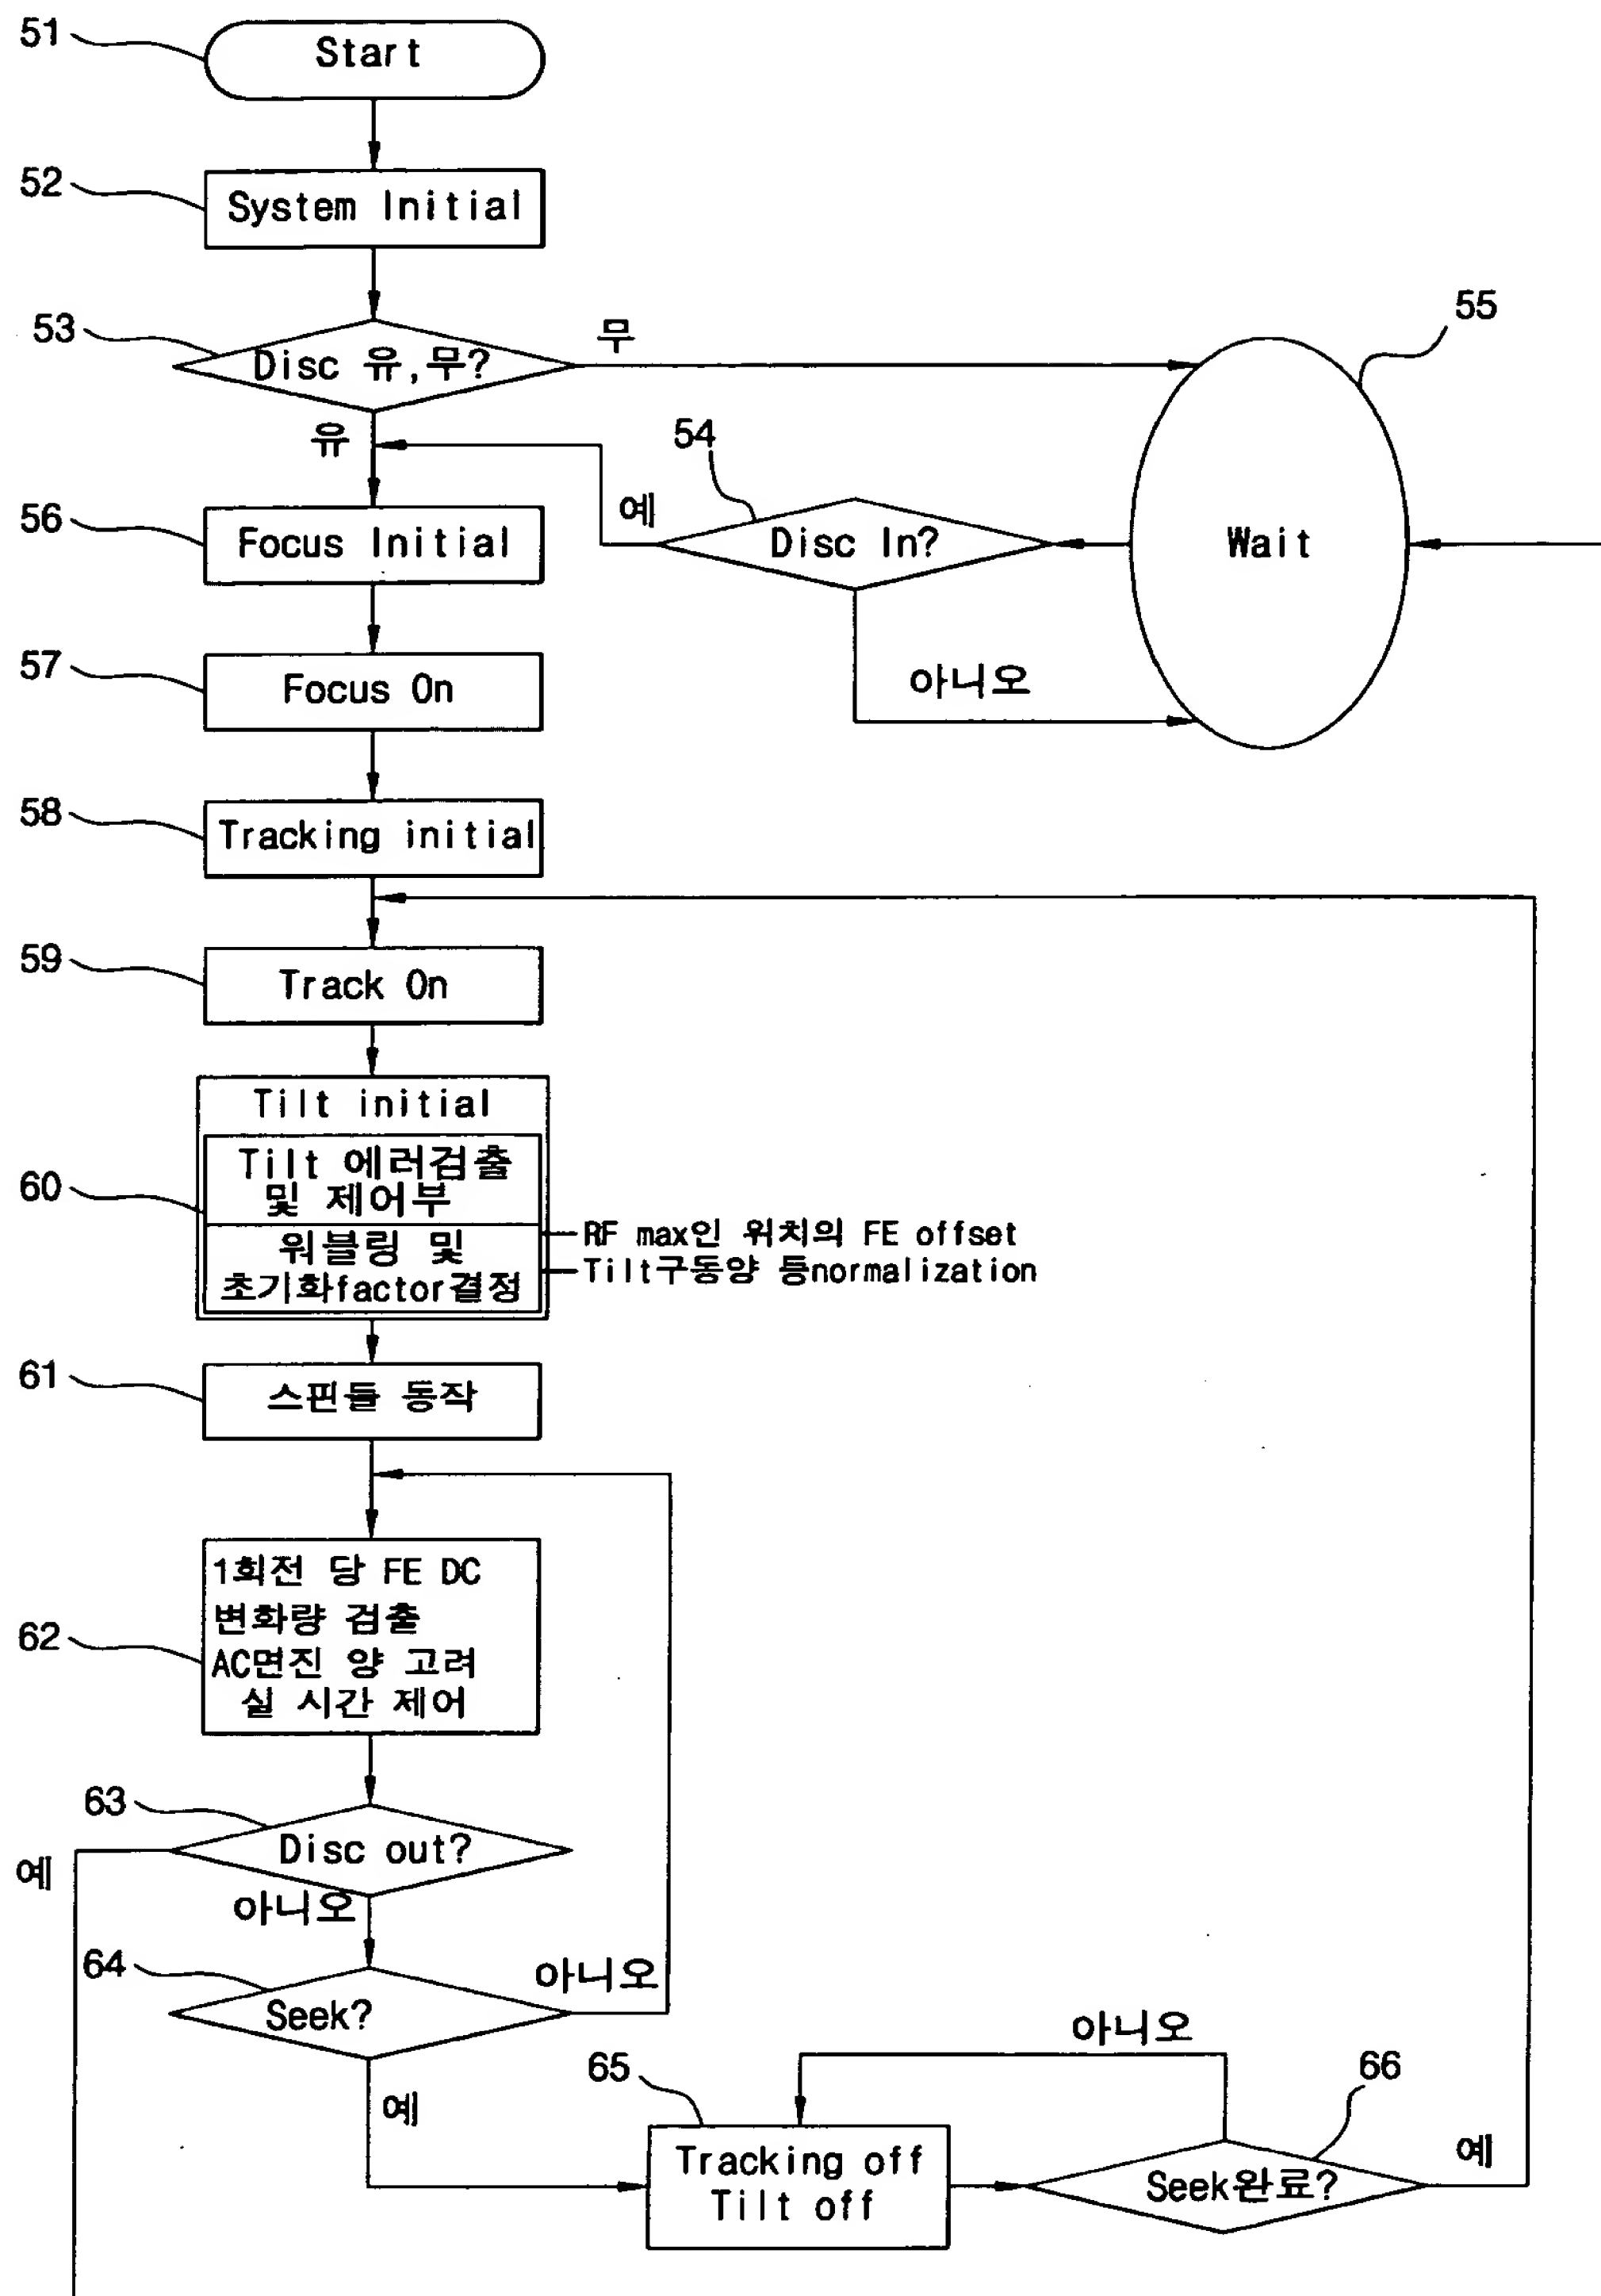 51
Start
52
System Initial
53
Disc 유,무?
무
55
유
54
예
56
Focus Initial
Disc In?
Wait
57
Focus On
아니오
58
Tracking initial
59
Track On
Tilt initial
Tilt 에러검출
및 제어부
60
워블링 및
초기화factor결정
RF max인 위치의 FE offset
Tilt구동양 등normalization
61
스핀들 동작
62
1회전 당 FE DC
변화량 검출
AC면진 양 고려
실 시간 제어
63
Disc out?
예
아니오
64
Seek?
아니오
예
65
Tracking off
Tilt off
아니오
66
Seek완료?
예